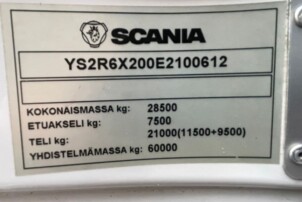 SCANIA
YS2R6X200E2100612
KOKONAISMASSA kg: 28500
ETUAKSELI kg: 7500
TELI kg: 21000(11500+9500)
YHDISTELMÄMASSA kg: 60000